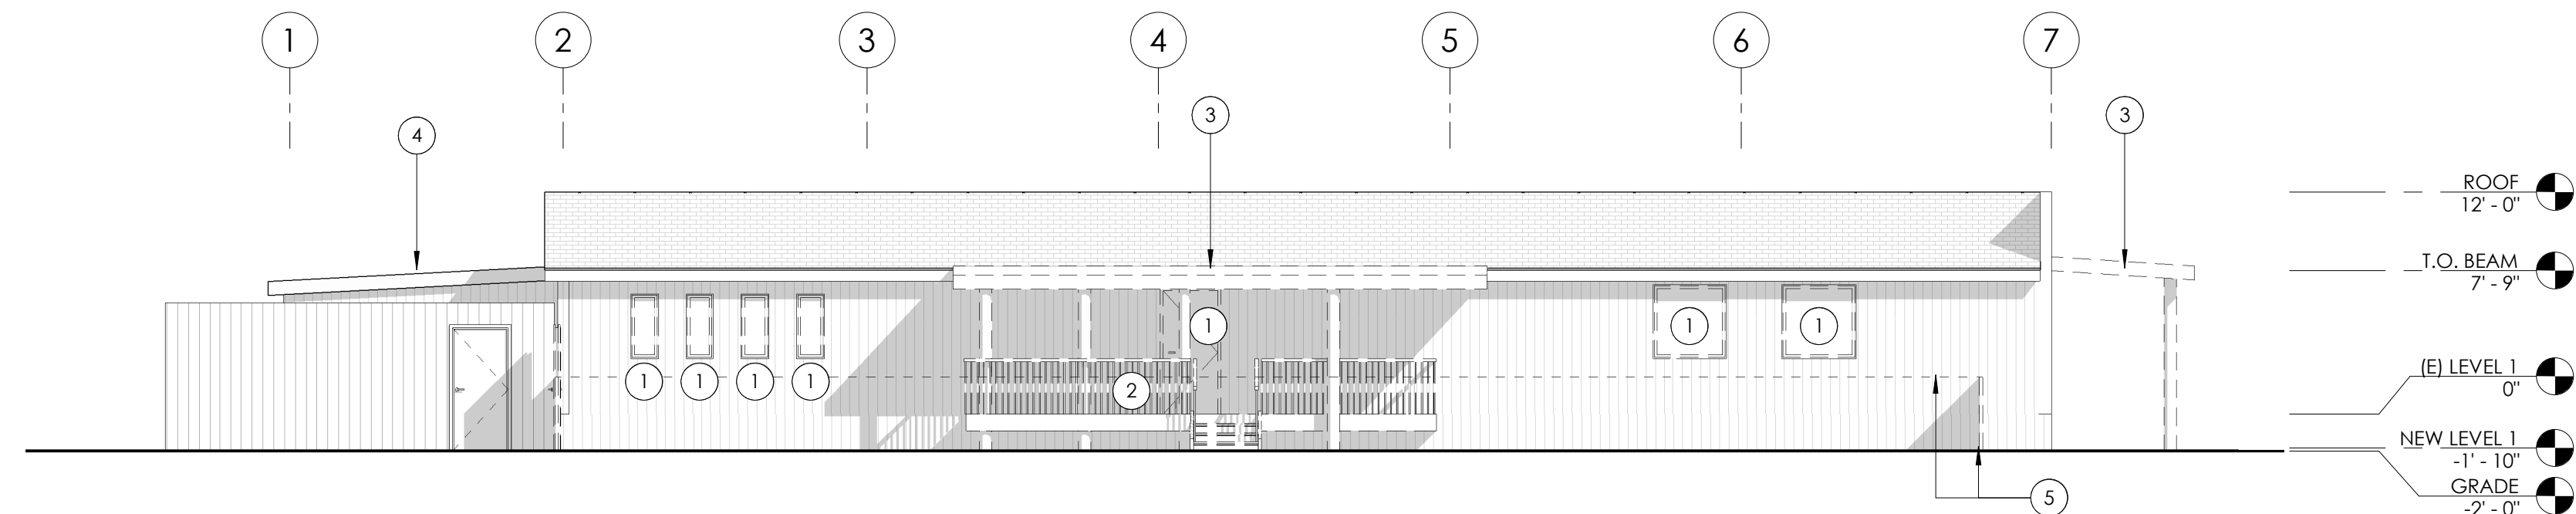 1 2 3 4 5 6 7
3 3
4
ROOF
12' - 0"
T.O. BEAM
7' - 9"
1 1 1
(E) LEVEL 1
0"
1 1 1 1
2
NEW LEVEL 1
-1' - 10"
GRADE
-2' - 0"
5